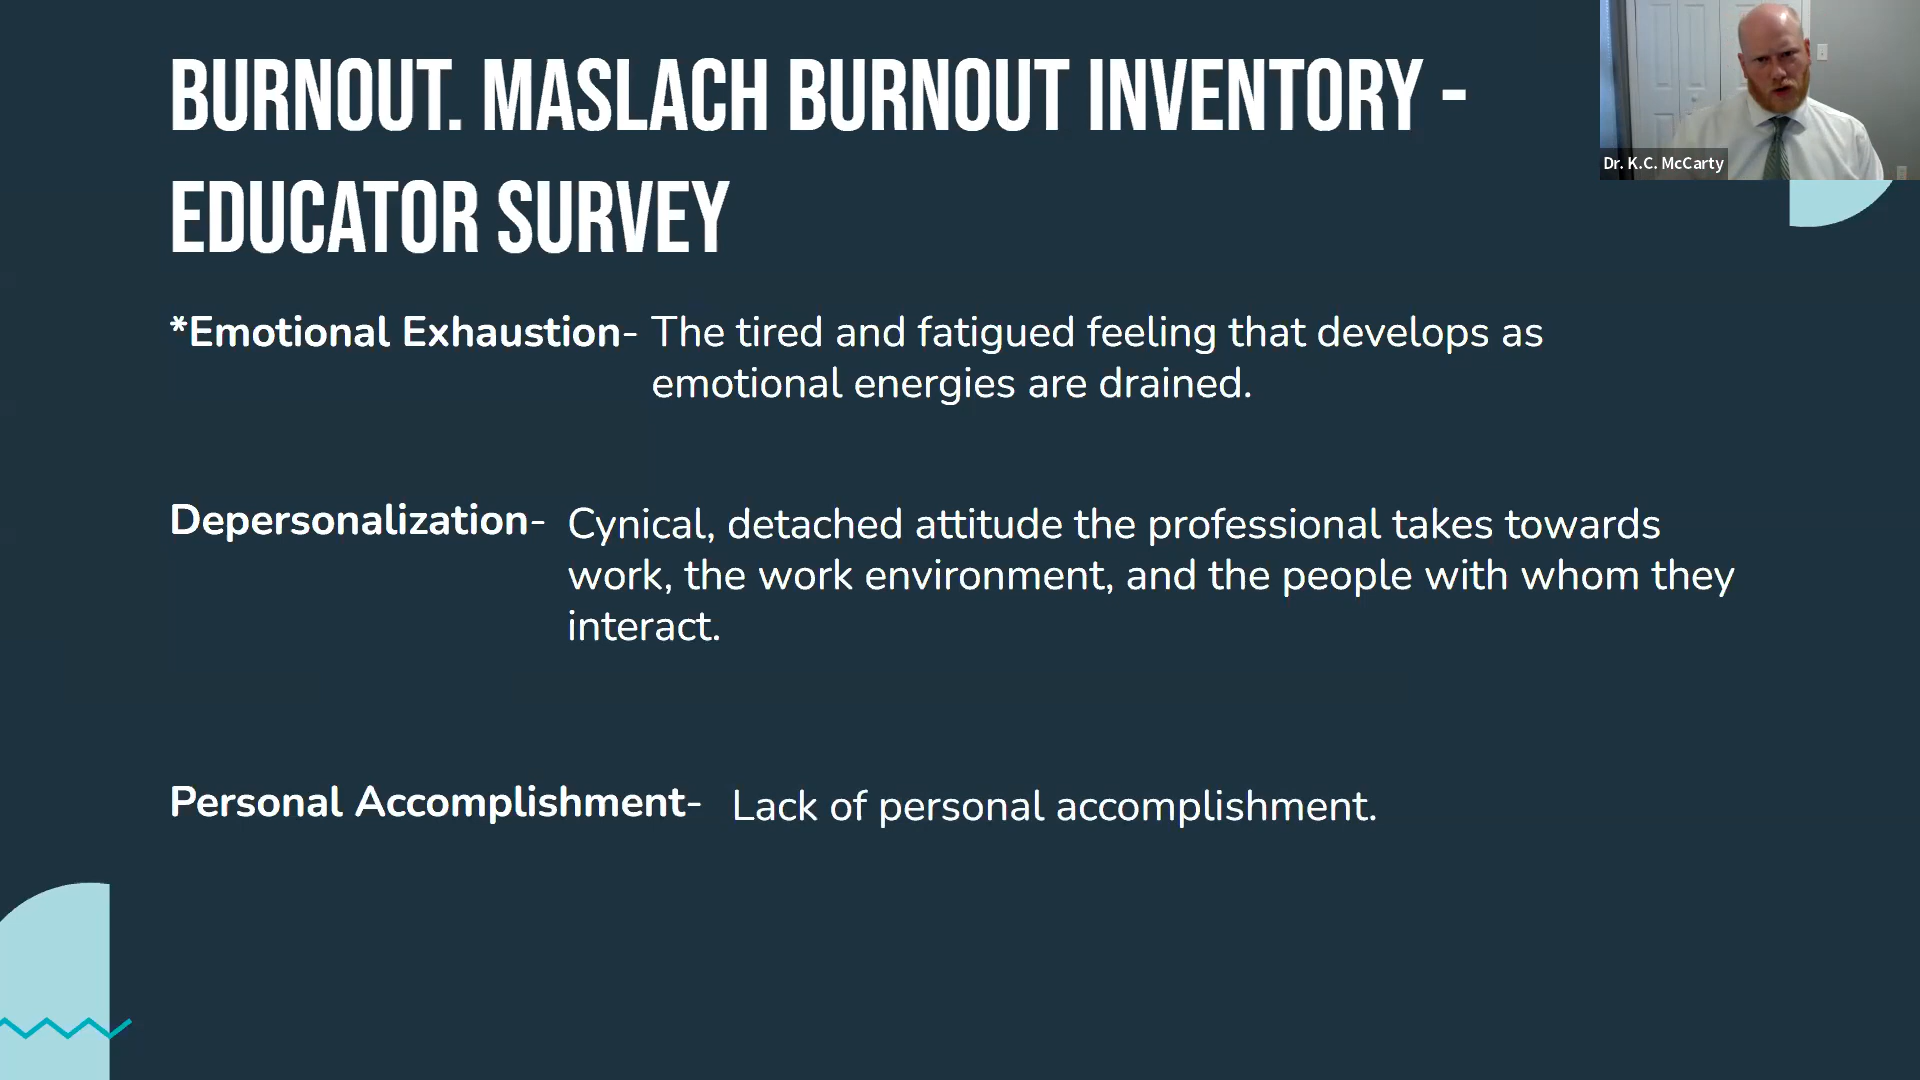 BURNOUT. MASLACH BURNOUT INVENTORY -
EDUCATOR SURVEY
Dr. K.C. McCarty
*Emotional Exhaustion- The tired and fatigued feeling that develops as
emotional energies are drained.
Depersonalization- Cynical, detached attitude the professional takes towards
work, the work environment, and the people with whom they
interact.
Personal Accomplishment- Lack of personal accomplishment.